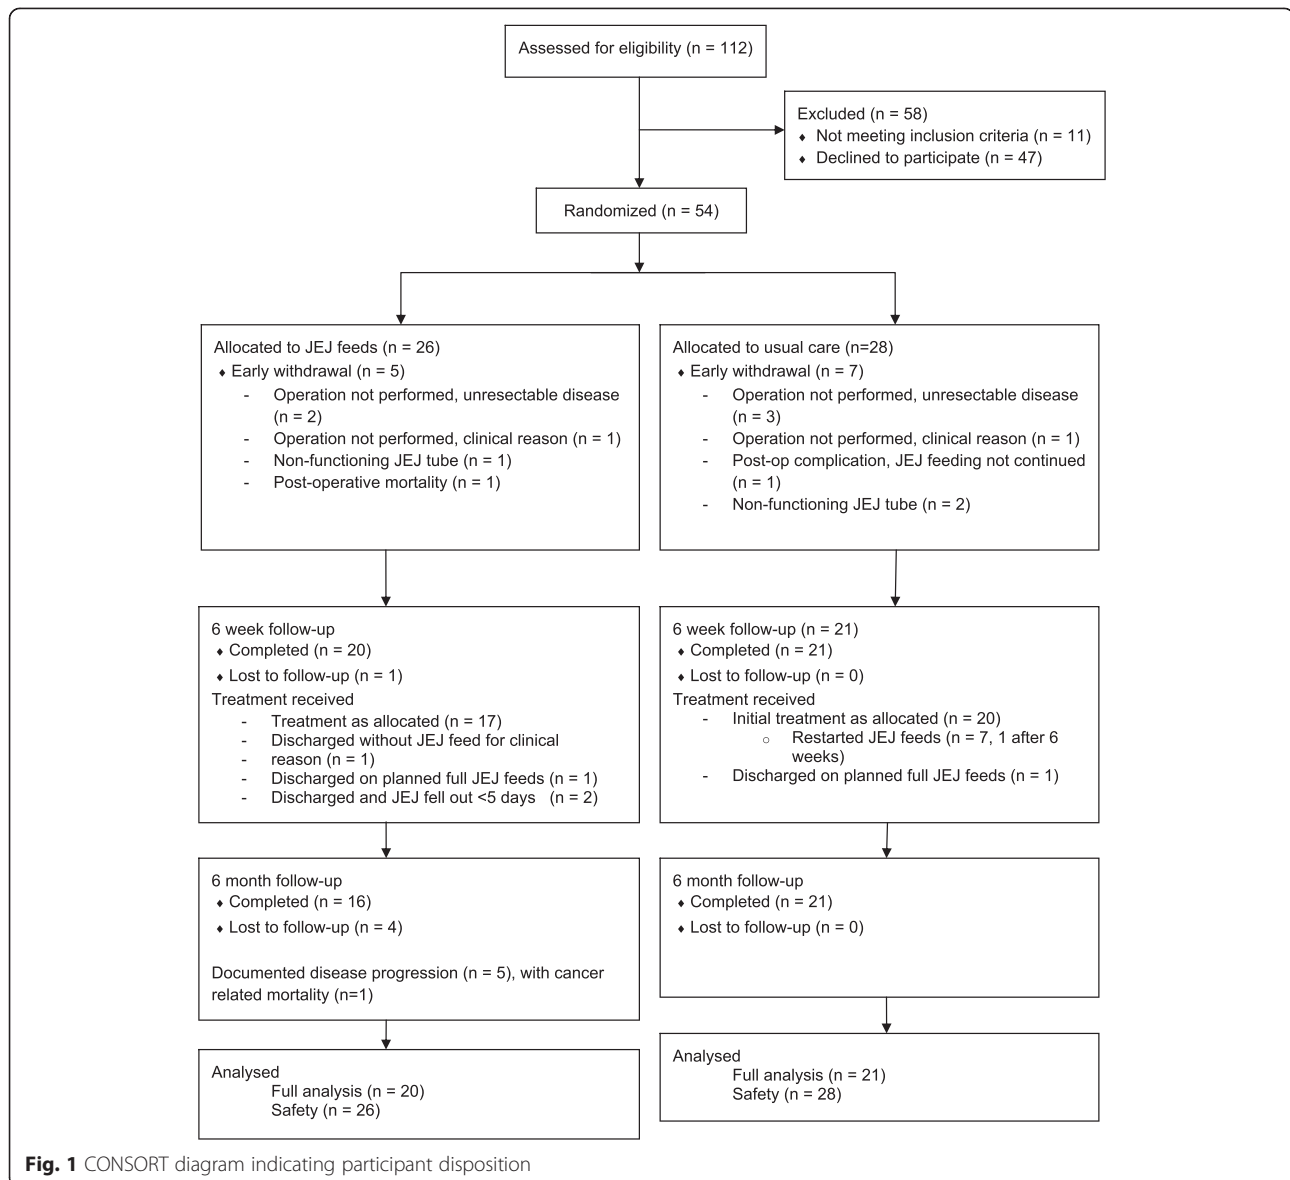 Assessed for eligibility (n = 112)
Excluded (n = 58)
♦ Not meeting inclusion criteria (n = 11)
♦ Declined to participate (n = 47)
Randomized (n = 54)
Allocated to JEJ feeds (n = 26)
♦ Early withdrawal (n = 5)
- Operation not performed, unresectable disease
(n = 2)
- Operation not performed, clinical reason (n = 1)
- Non-functioning JEJ tube (n = 1)
- Post-operative mortality (n = 1)
Allocated to usual care (n=28)
♦ Early withdrawal (n = 7)
- Operation not performed, unresectable disease
(n = 3)
- Operation not performed, clinical reason (n = 1)
- Post-op complication, JEJ feeding not continued
(n = 1)
- Non-functioning JEJ tube (n = 2)
6 week follow-up
♦ Completed (n = 20)
♦ Lost to follow-up (n = 1)
Treatment received
- Treatment as allocated (n = 17)
- Discharged without JEJ feed for clinical
- reason (n = 1)
- Discharged on planned full JEJ feeds (n = 1)
- Discharged and JEJ fell out <5 days (n = 2)
6 week follow-up (n = 21)
♦ Completed (n = 21)
♦ Lost to follow-up (n = 0)
Treatment received
- Initial treatment as allocated (n = 20)
○ Restarted JEJ feeds (n = 7, 1 after 6
weeks)
- Discharged on planned full JEJ feeds (n = 1)
6 month follow-up
♦ Completed (n = 16)
♦ Lost to follow-up (n = 4)
Documented disease progression (n = 5), with cancer
related mortality (n=1)
6 month follow-up
♦ Completed (n = 21)
♦ Lost to follow-up (n = 0)
Analysed
Full analysis (n = 20)
Safety (n = 26)
Analysed
Full analysis (n = 21)
Safety (n = 28)
Fig. 1 CONSORT diagram indicating participant disposition